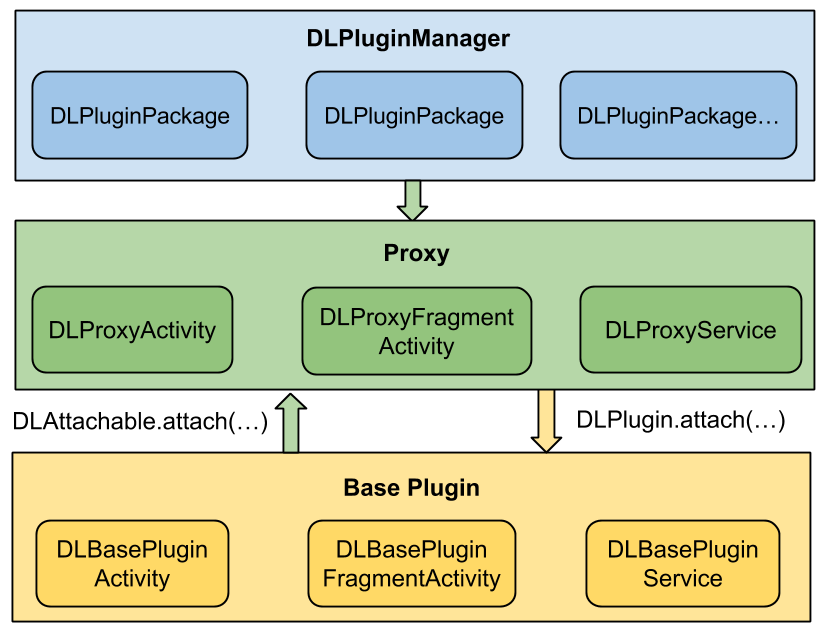 DLPluginManager
DLPluginPackage
DLPluginPackage
DLPluginPackage…
Proxy
DLProxyActivity
DLProxyFragment
Activity
DLProxyService
DLAttachable.attach(…)
DLPlugin.attach(…)
Base Plugin
DLBasePlugin
Activity
DLBasePlugin
FragmentActivity
DLBasePlugin
Service